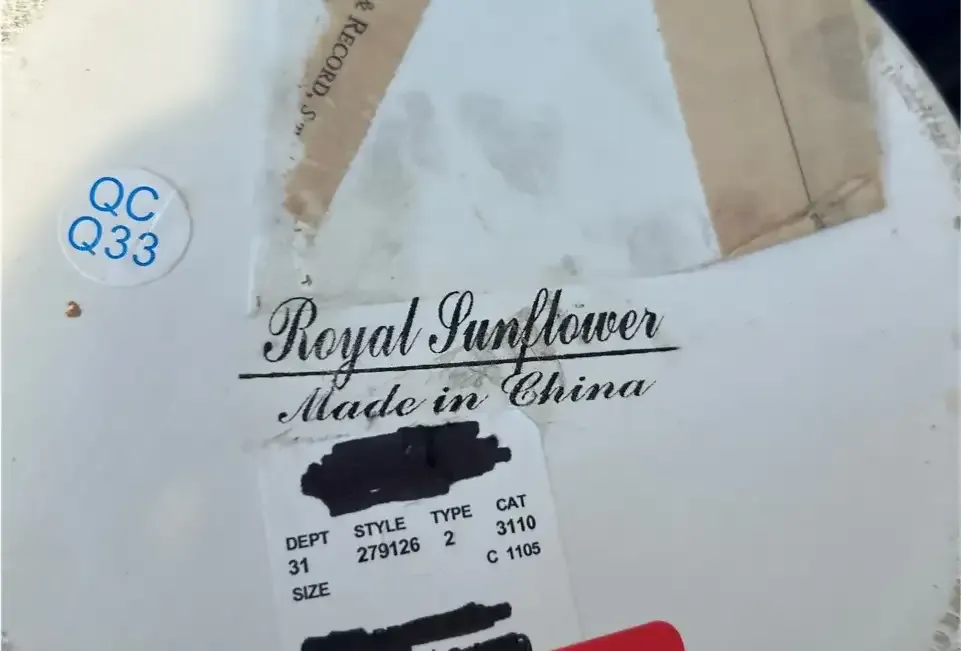 & RECORD, S
QC
Q33
Royal Sunflower
Made in China
DEPT STYLE TYPE CAT
31 279126 2 3110
C 1105
SIZE